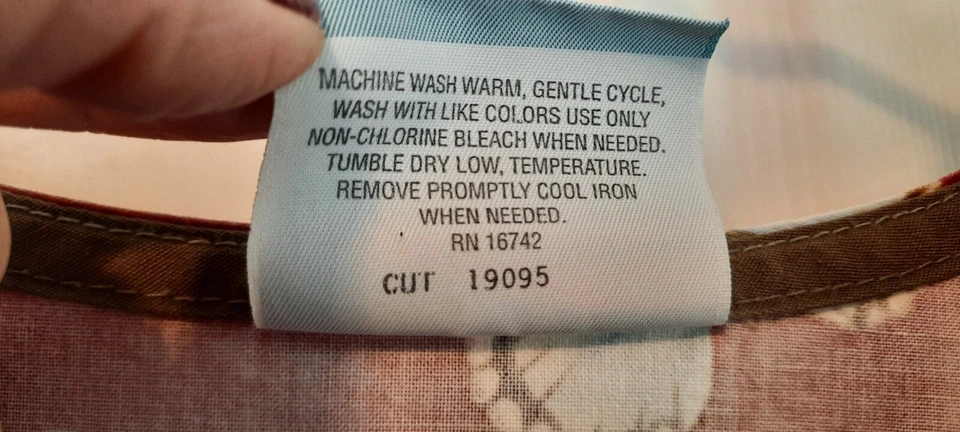 MACHINE WASH WARM, GENTLE CYCLE,
WASH WITH LIKE COLORS USE ONLY
NON-CHLORINE BLEACH WHEN NEEDED.
TUMBLE DRY LOW, TEMPERATURE.
REMOVE PROMPTLY COOL IRON
WHEN NEEDED.
RN 16742
CUT 19095